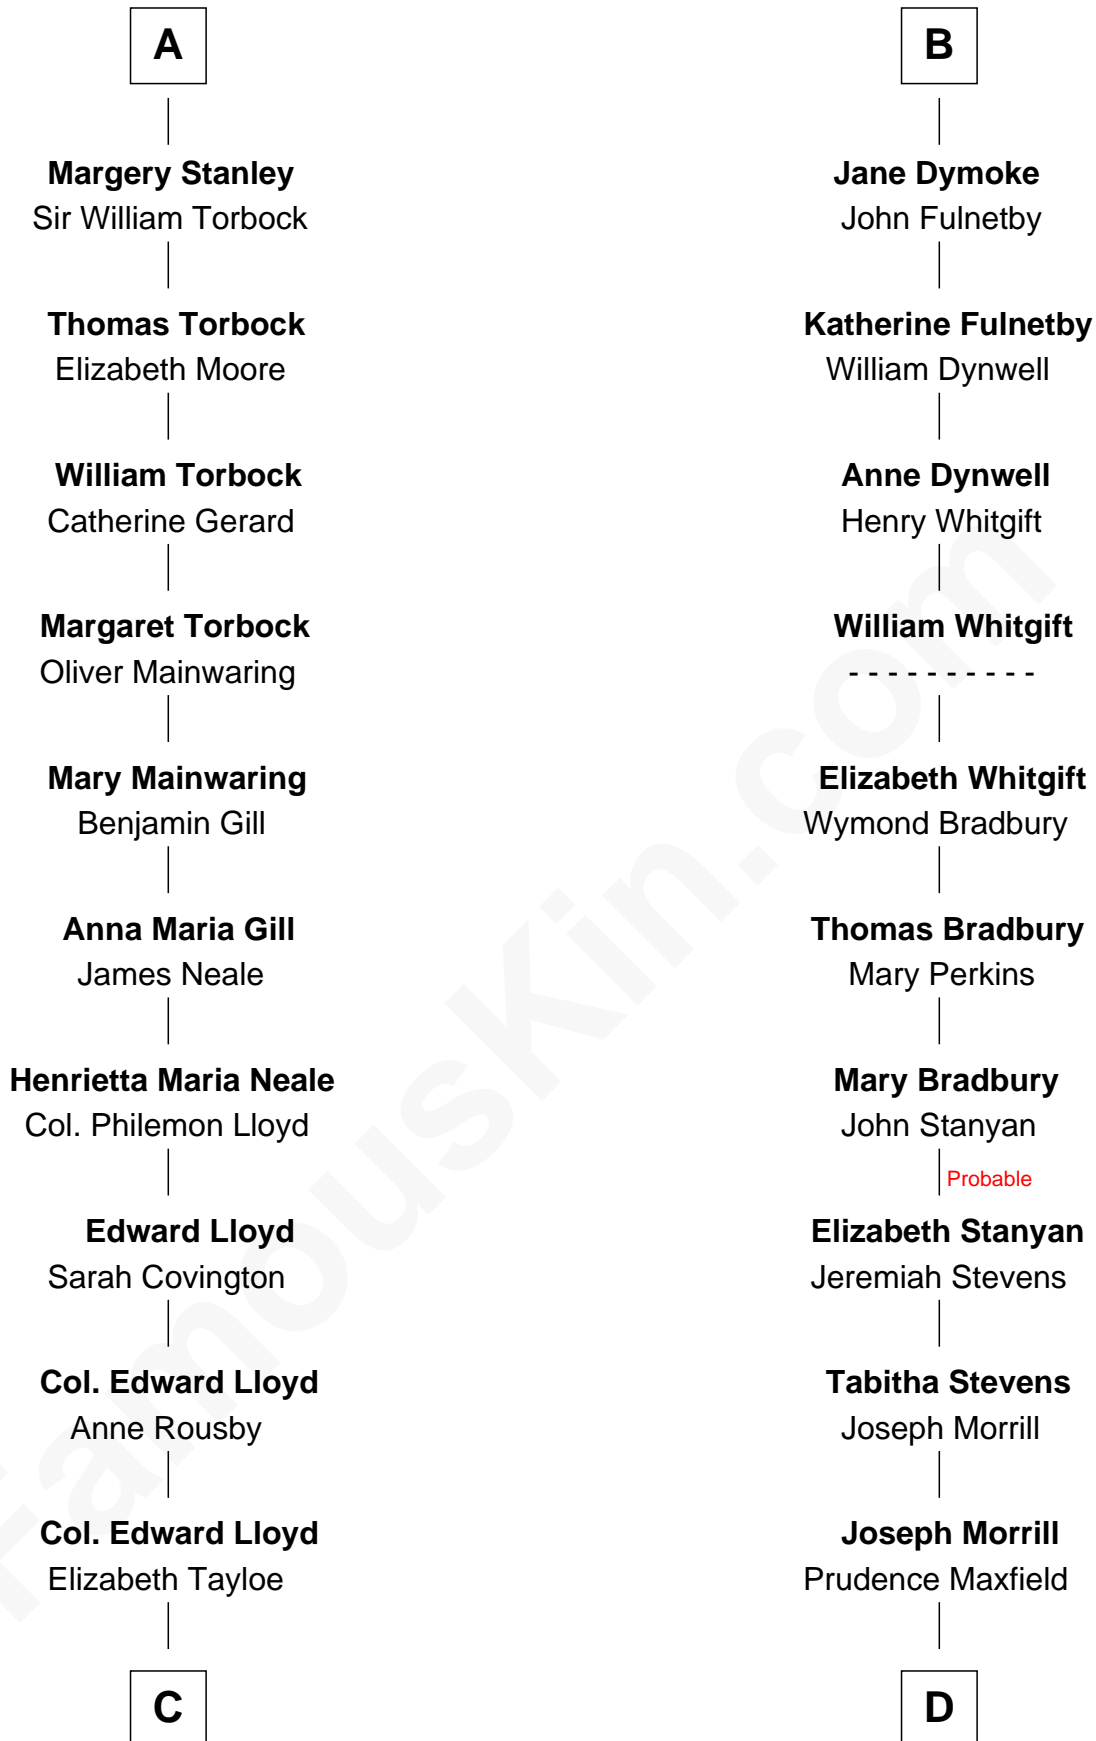 A
Margery Stanley
Sir William Torbock
Thomas Torbock
Elizabeth Moore
William Torbock
Catherine Gerard
Margaret Torbock
Oliver Mainwaring
Mary Mainwaring
Benjamin Gill
Anna Maria Gill
James Neale
Henrietta Maria Neale
Col. Philemon Lloyd
Edward Lloyd
Sarah Covington
Col. Edward Lloyd
Anne Rousby
Col. Edward Lloyd
Elizabeth Tayloe
C
B
Jane Dymoke
John Fulnetby
Katherine Fulnetby
William Dynwell
Anne Dynwell
Henry Whitgift
William Whitgift
- - - - - - - - - -
Elizabeth Whitgift
Wymond Bradbury
Thomas Bradbury
Mary Perkins
Mary Bradbury
John Stanyan
Probable
Elizabeth Stanyan
Jeremiah Stevens
Tabitha Stevens
Joseph Morrill
Joseph Morrill
Prudence Maxfield
D
FamousKin.com